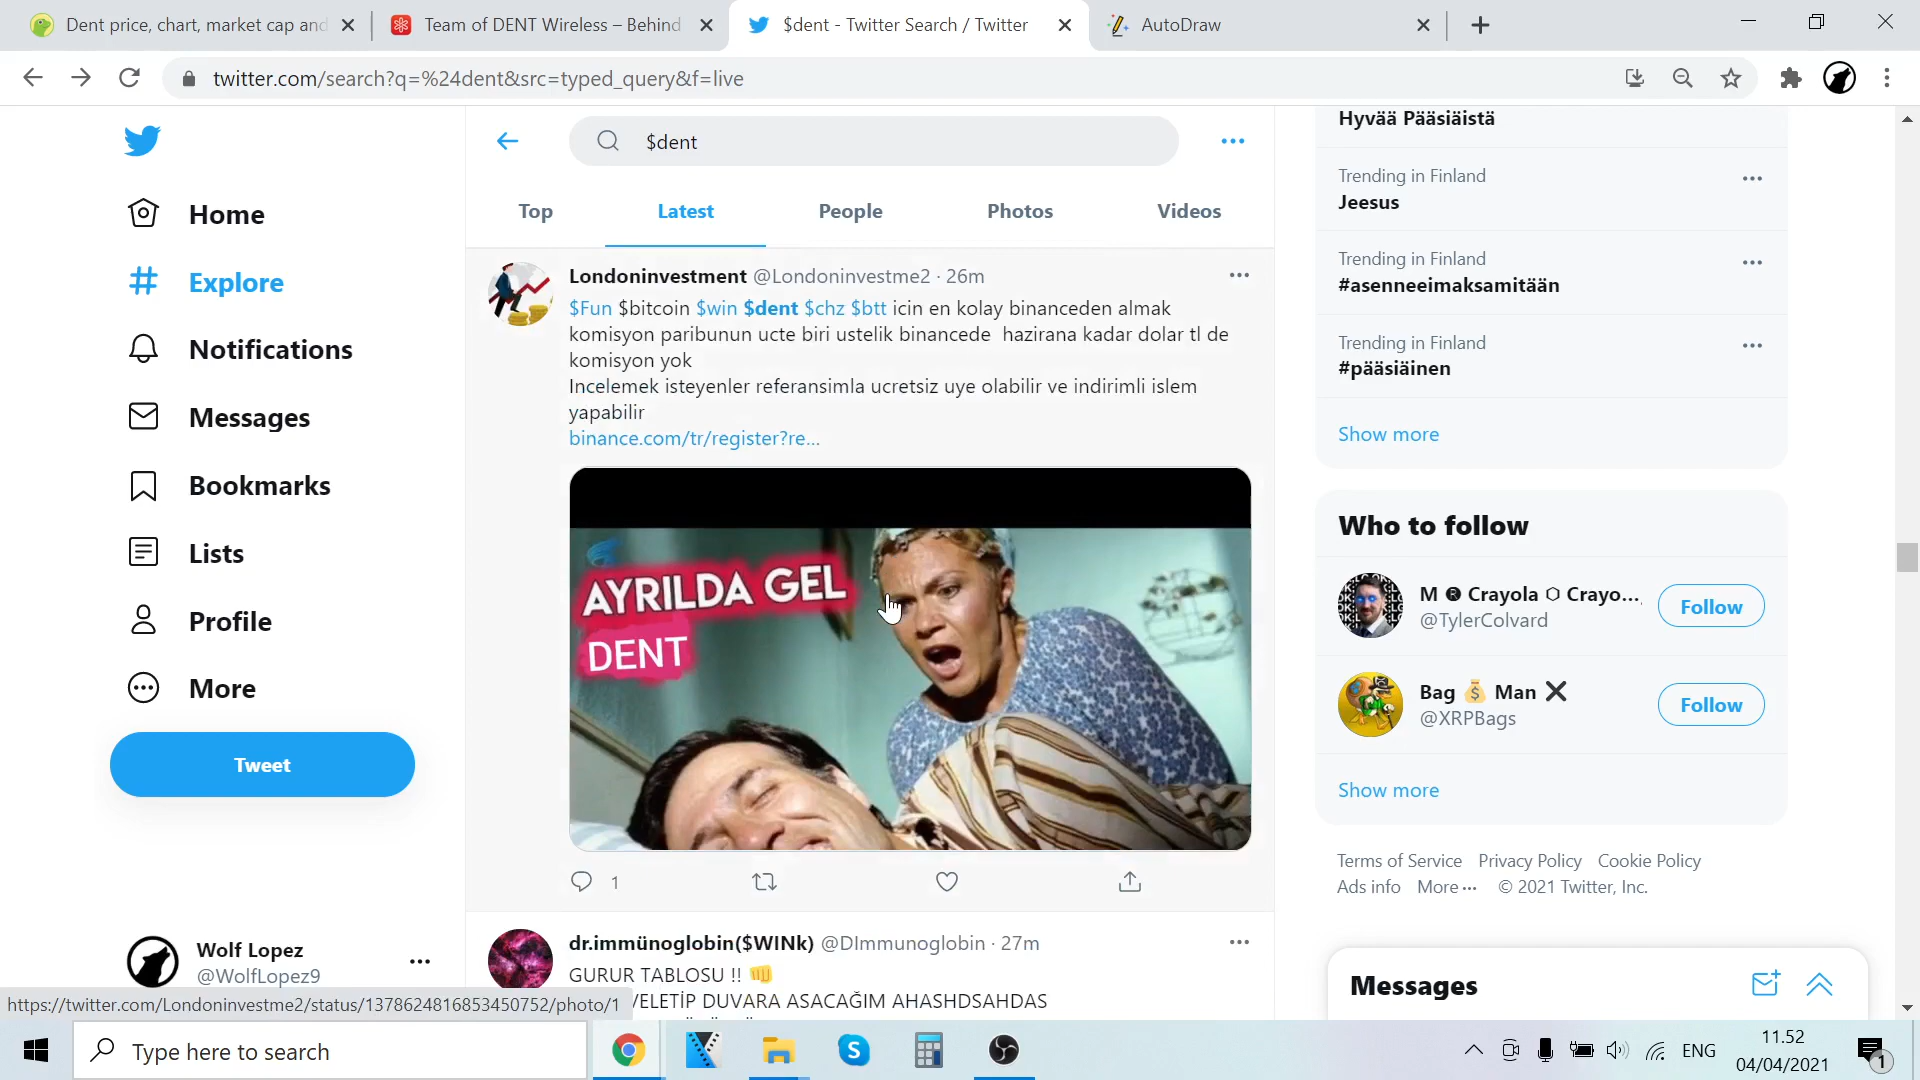 Dent price, chart, market cap and
Team of DENT Wireless – Behind
$dent - Twitter Search / Twitter
AutoDraw
twitter.com/search?q=%24dent&src=typed_query&f=live
$dent
Top
Latest
People
Photos
Videos
Home
Explore
Notifications
Messages
Bookmarks
Lists
Profile
More
Tweet
Wolf Lopez
@WolfLopez9
Londoninvestment @Londoninvestme2 · 26m
$Fun $bitcoin $win $dent $chz $btt icin en kolay binanceden almak
komisyon paribunun ucte biri ustelik binancede hazirana kadar dolar tl de
komisyon yok
Incelemek isteyenler referansimla ucretsiz uye olabilir ve indirimli islem
yapabilir
binance.com/tr/register?re...
AYRILDA GEL
DENT
1
dr.immünoglobin($WINk) @DImmunoglobin · 27m
GURUR TABLOSU !! 👊
VELETİP DUVARA ASACAĞIM AHASHDSAHDAS
Hyvää Pääsiäistä
Trending in Finland
Jeesus
Trending in Finland
#asenneeimaksamitään
Trending in Finland
#pääsiäinen
Show more
Who to follow
M ® Crayola ⬡ Crayo...
@TylerColvard
Follow
Bag 💰 Man ❌
@XRPBags
Follow
Show more
Terms of Service Privacy Policy Cookie Policy
Ads info More ··· © 2021 Twitter, Inc.
Messages
https://twitter.com/Londoninvestme2/status/1378624816853450752/photo/1
Type here to search
ENG
11.52
04/04/2021
1